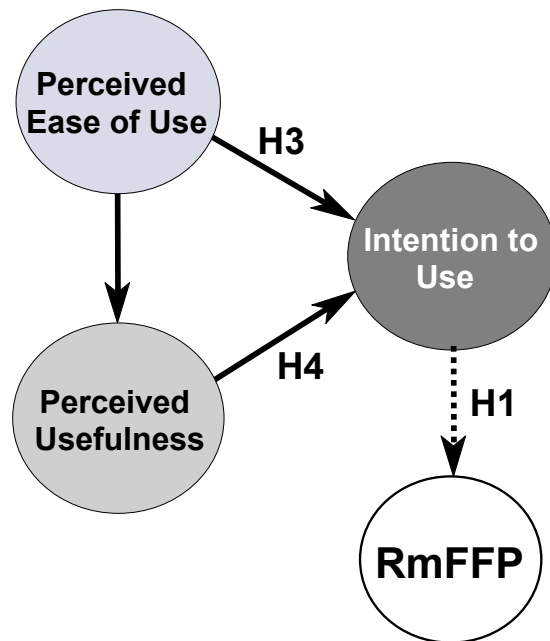 Perceived
Ease of Use
H3
Intention to
Use
Perceived
Usefulness
H4
H1
RmFFP